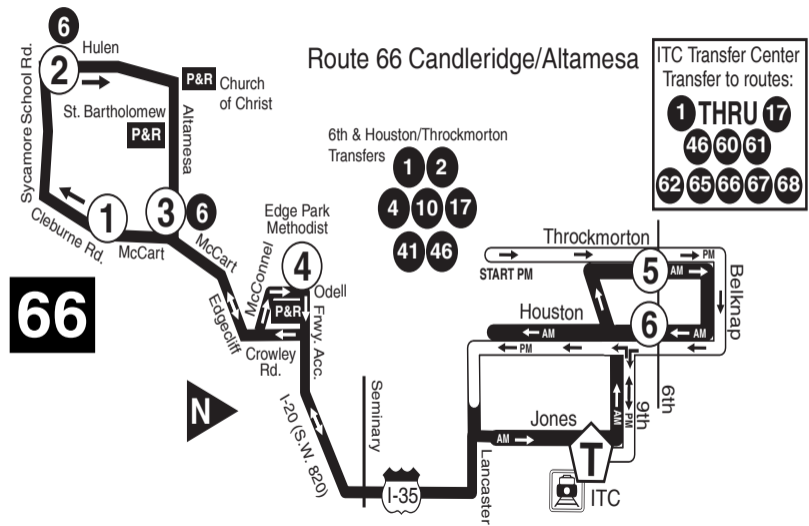 6
Hulen
2
Sycamore School Rd.
P&R
Church
of Christ
St. Bartholomew
P&R
Altamesa
1
3
6
Cleburne Rd.
McCart
McCart
Route 66 Candleridge/Altamesa
ITC Transfer Center
Transfer to routes:
1 THRU 17
46 60 61
62 65 66 67 68
6th & Houston/Throckmorton
Transfers
1 2
4 10 17
41 46
Edge Park
Methodist
4
McConnel
Odell
P&R
Edgecliff
Crowley
Rd.
Frwy. Acc.
66
N
I-20 (S.W. 820)
Seminary
I-35
Lancaster
Throckmorton
PM
START PM
5
AM
Belknap
Houston
AM
6
AM
PM
Jones
AM
AM
PM
9th
6th
T
ITC